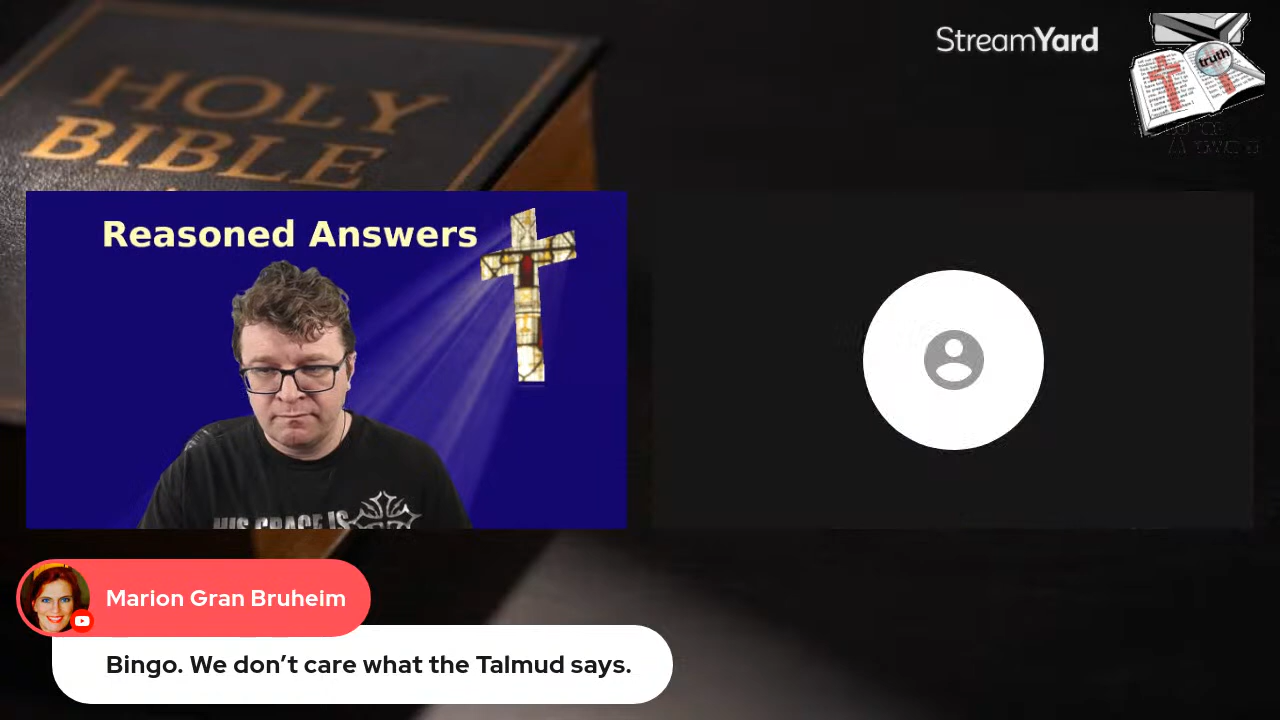 HOLY
BIBLE
StreamYard
truth
Reasoned Answers
HIS GRACE IS
Marion Gran Bruheim
Bingo. We don’t care what the Talmud says.